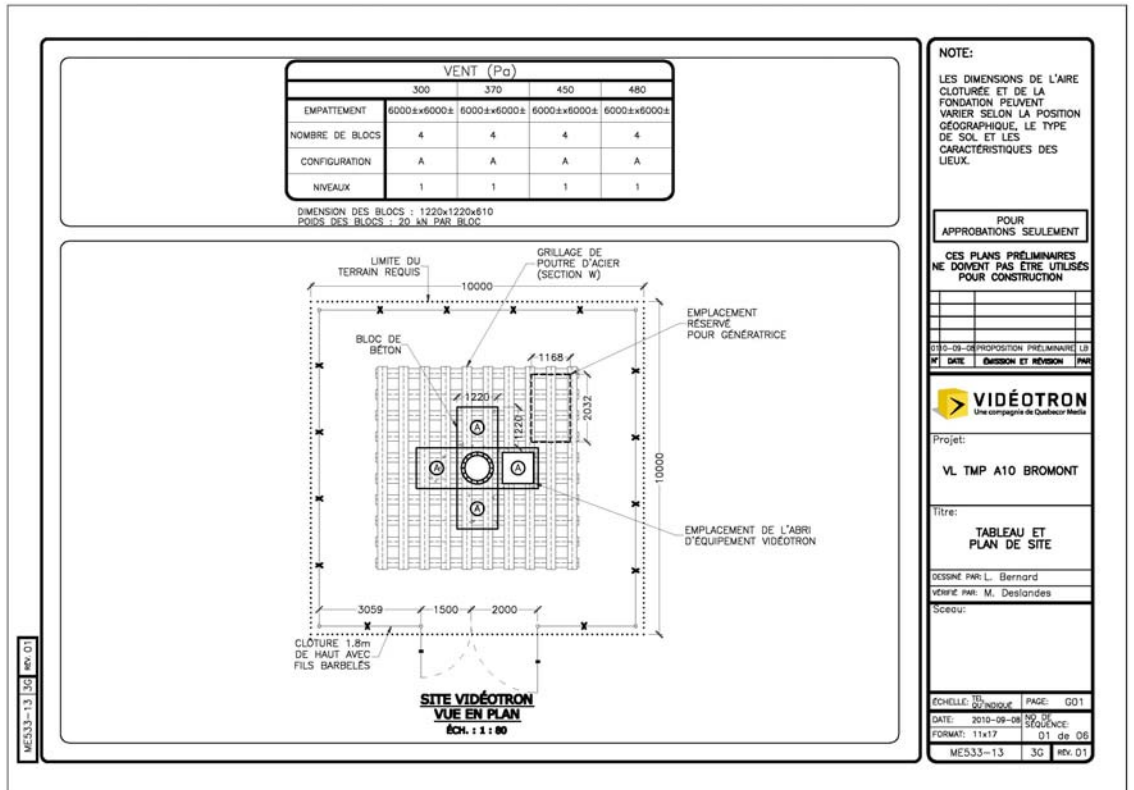 VENT (Pa)
300 370 450 480
EMPATTEMENT 6000±x6000± 6000±x6000± 6000±x6000± 6000±x6000±
NOMBRE DE BLOCS 4 4 4 4
CONFIGURATION A A A A
NIVEAUX 1 1 1 1
DIMENSION DES BLOCS : 1220x1220x610
POIDS DES BLOCS : 20 kN PAR BLOC
LIMITE DU
TERRAIN REQUIS
GRILLAGE DE
POUTRE D'ACIER
(SECTION W)
10000
EMPLACEMENT
RÉSERVÉ
POUR GÉNÉRATRICE
BLOC DE
BÉTON
1168
1220
2032
1220
A
A
A
A
10000
EMPLACEMENT DE L'ABRI
D'ÉQUIPEMENT VIDÉOTRON
3059 1500 2000
CLÔTURE 1.8m
DE HAUT AVEC
FILS BARBELÉS
SITE VIDÉOTRON
VUE EN PLAN
ÉCH. : 1 : 80
ME533-13 3G REV. 01
NOTE:
LES DIMENSIONS DE L'AIRE
CLOTURÉE ET DE LA
FONDATION PEUVENT
VARIER SELON LA POSITION
GÉOGRAPHIQUE, LE TYPE
DE SOL ET LES
CARACTÉRISTIQUES DES
LIEUX.
POUR
APPROBATIONS SEULEMENT
CES PLANS PRÉLIMINAIRES
NE DOIVENT PAS ÊTRE UTILISÉS
POUR CONSTRUCTION
PROPOSITION PRÉLIMINAIRE LB
N° DATE ÉMISSION ET RÉVISION PAR
VIDÉOTRON
Une compagnie de Quebecor Media
Projet:
VL TMP A10 BROMONT
Titre:
TABLEAU ET
PLAN DE SITE
DESSINÉ PAR: L. Bernard
VÉRIFIÉ PAR: M. Deslandes
Sceau:
ÉCHELLE: TEL QU'INDIQUÉ PAGE: G01
DATE: 2010-09-08 NO DE SÉQUENCE:
FORMAT: 11x17 01 de 06
ME533-13 3G REV. 01